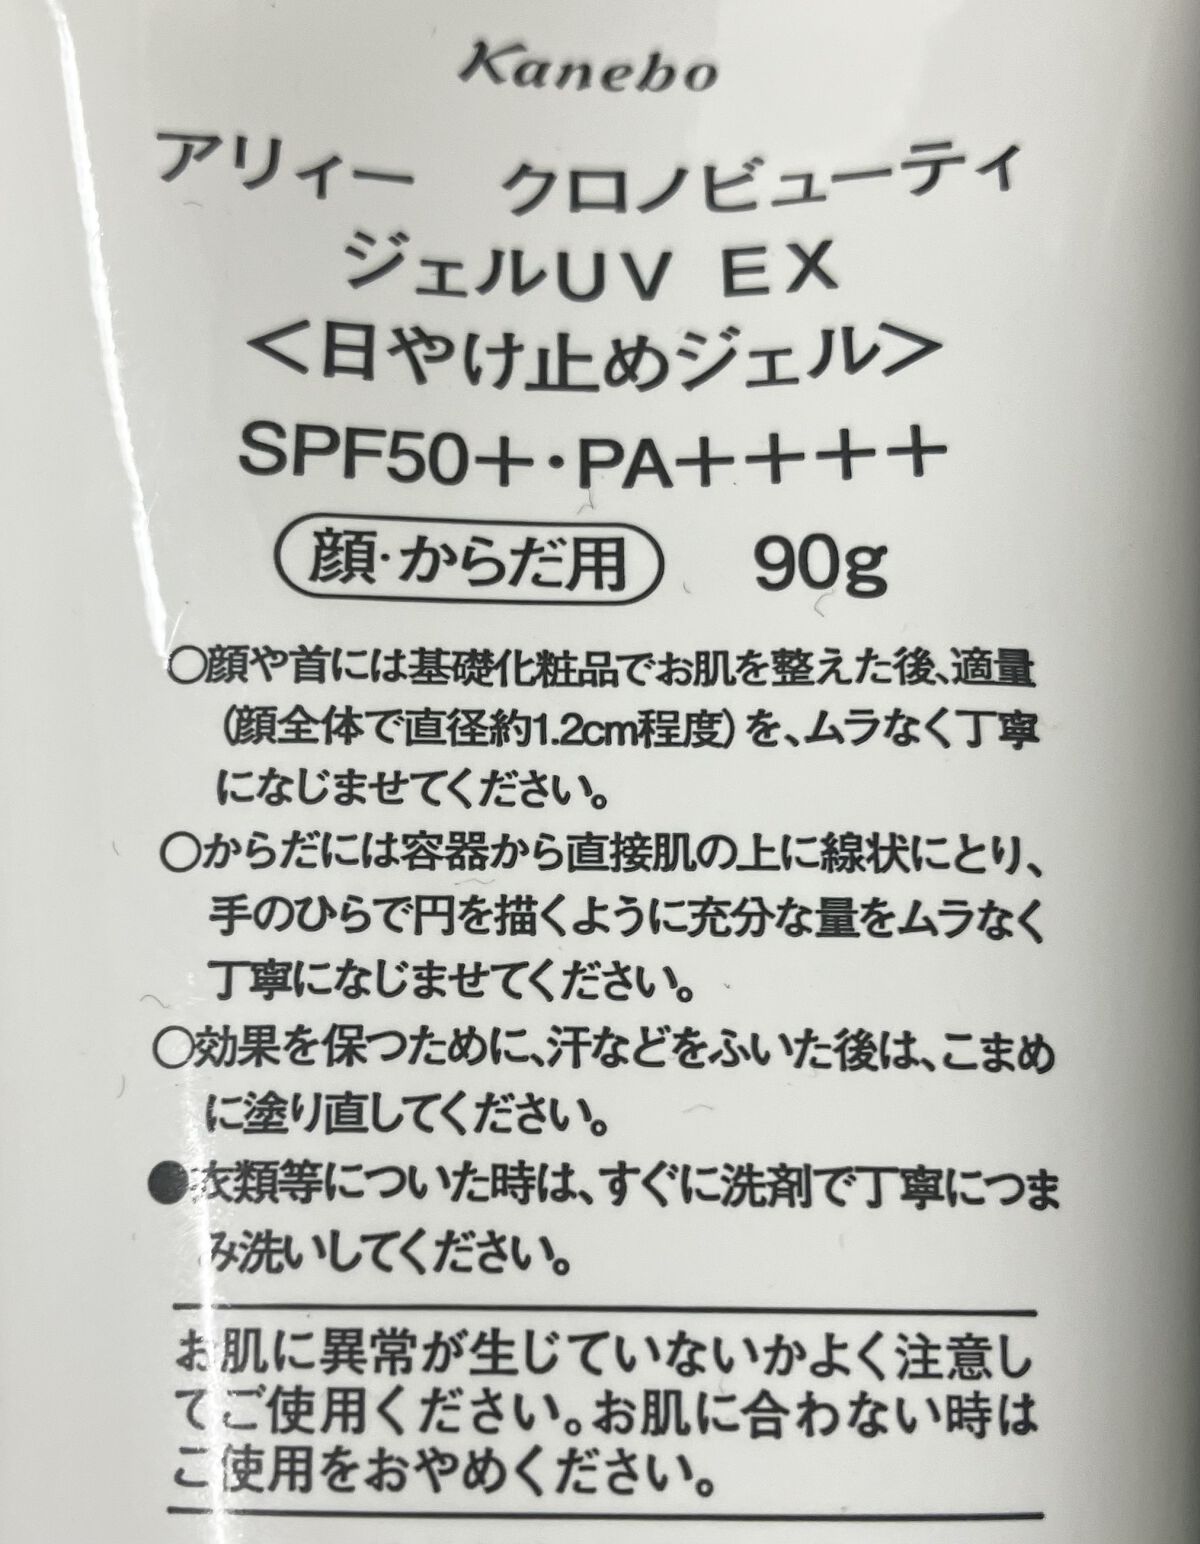 Kanebo
アリィー　クロノビューティ
ジェルUV EX
＜日やけ止めジェル＞
SPF50+・PA++++
顔・からだ用　90g
○顔や首には基礎化粧品でお肌を整えた後、適量
（顔全体で直径約1.2cm程度）を、ムラなく丁寧
になじませてください。
○からだには容器から直接肌の上に線状にとり、
手のひらで円を描くように充分な量をムラなく
丁寧になじませてください。
○効果を保つために、汗などをふいた後は、こまめ
に塗り直してください。
●衣類等についた時は、すぐに洗剤で丁寧につま
み洗いしてください。
お肌に異常が生じていないかよく注意し
てご使用ください。お肌に合わない時は
ご使用をおやめください。